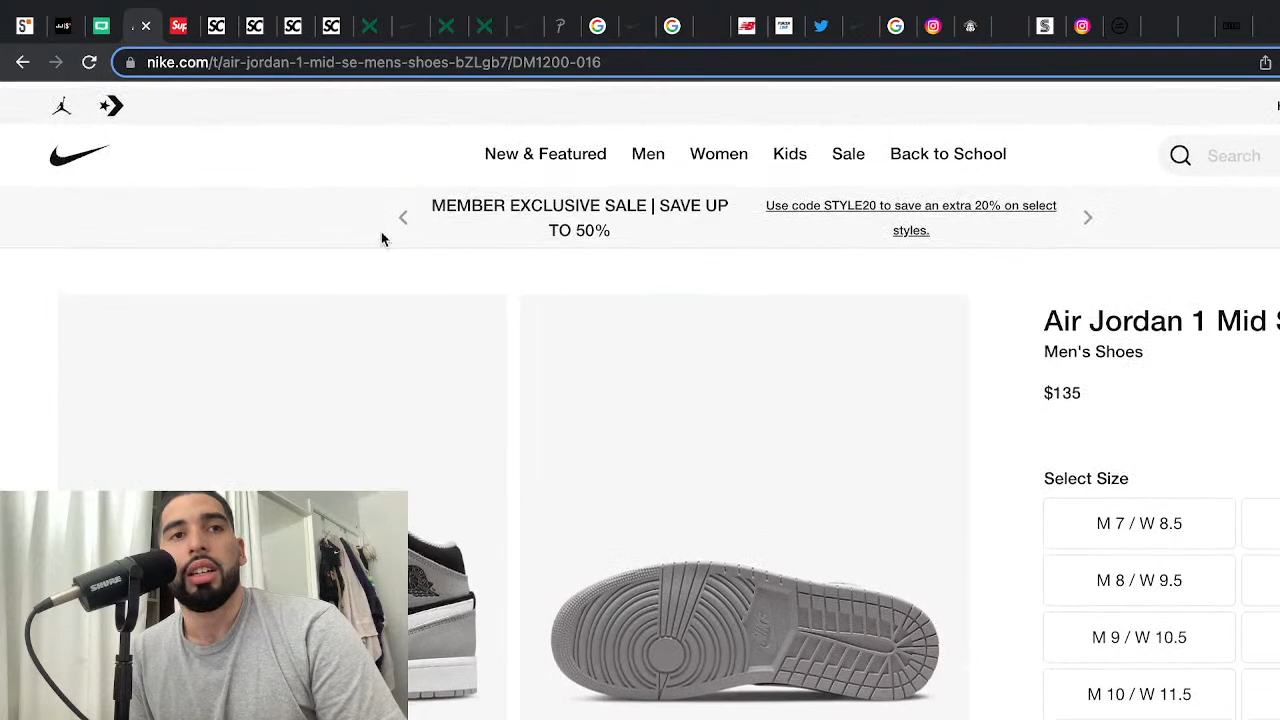 nike.com/t/air-jordan-1-mid-se-mens-shoes-bZLgb7/DM1200-016
New & Featured Men Women Kids Sale Back to School
Search
MEMBER EXCLUSIVE SALE | SAVE UP
TO 50%
Use code STYLE20 to save an extra 20% on select
styles.
Air Jordan 1 Mid
Men's Shoes
$135
Select Size
M 7 / W 8.5
M 8 / W 9.5
M 9 / W 10.5
M 10 / W 11.5
SHURE